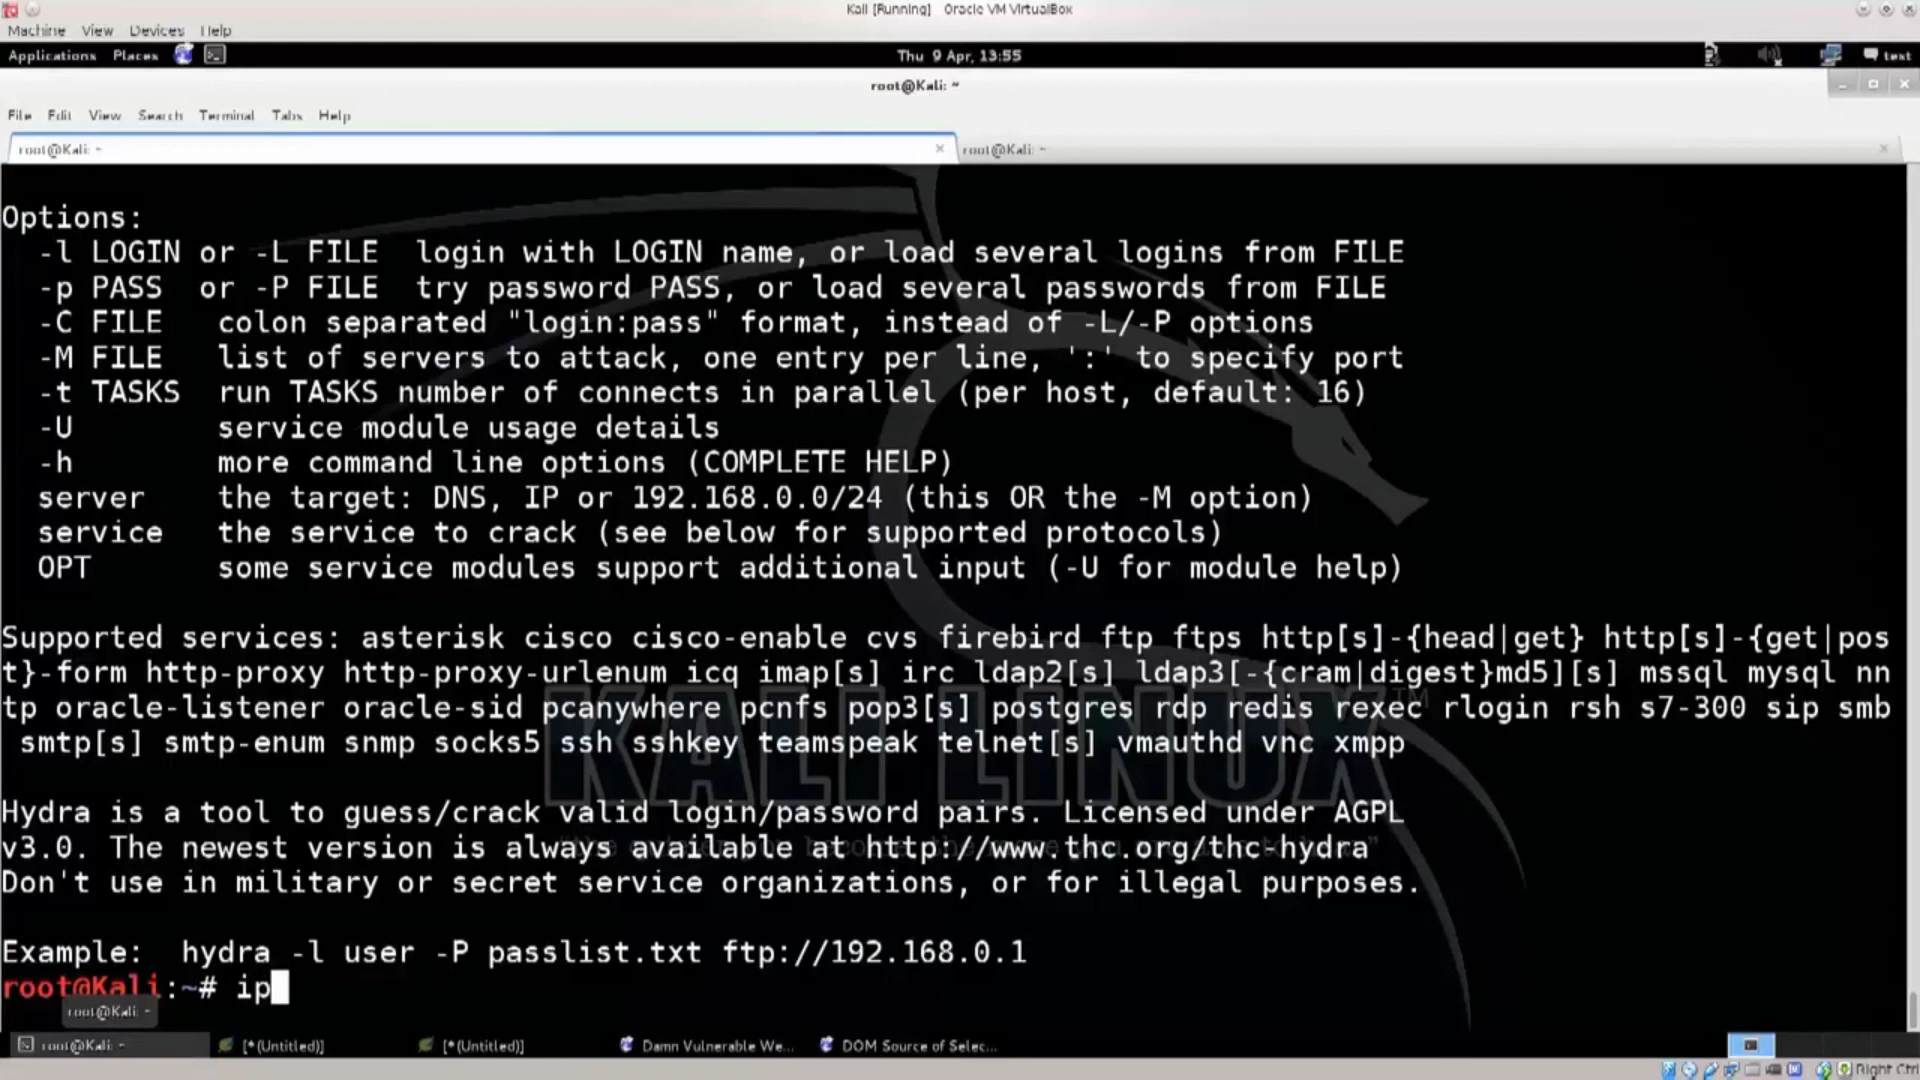 Kali [Running] Oracle VM VirtualBox
Machine View Devices Help
Applications Places
Thu 9 Apr, 13:55
text
root@Kali: ~
File Edit View Search Terminal Tabs Help
root@Kali: ~
root@Kali: ~
Options:
-l LOGIN or -L FILE login with LOGIN name, or load several logins from FILE
-p PASS or -P FILE try password PASS, or load several passwords from FILE
-C FILE colon separated "login:pass" format, instead of -L/-P options
-M FILE list of servers to attack, one entry per line, ':' to specify port
-t TASKS run TASKS number of connects in parallel (per host, default: 16)
-U service module usage details
-h more command line options (COMPLETE HELP)
server the target: DNS, IP or 192.168.0.0/24 (this OR the -M option)
service the service to crack (see below for supported protocols)
OPT some service modules support additional input (-U for module help)
Supported services: asterisk cisco cisco-enable cvs firebird ftp ftps http[s]-{head|get} http[s]-{get|pos
t}-form http-proxy http-proxy-urlenum icq imap[s] irc ldap2[s] ldap3[-{cram|digest}md5][s] mssql mysql nn
tp oracle-listener oracle-sid pcanywhere pcnfs pop3[s] postgres rdp redis rexec rlogin rsh s7-300 sip smb
smtp[s] smtp-enum snmp socks5 ssh sshkey teamspeak telnet[s] vmauthd vnc xmpp
KALI LINUX™
Hydra is a tool to guess/crack valid login/password pairs. Licensed under AGPL
v3.0. The newest version is always available at http://www.thc.org/thc-hydra
Don't use in military or secret service organizations, or for illegal purposes.
Example: hydra -l user -P passlist.txt ftp://192.168.0.1
root@Kali:~# ip
root@Kali: ~
root@Kali: ~
[*(Untitled)]
[*(Untitled)]
Damn Vulnerable We...
DOM Source of Selec...
Right Ctrl